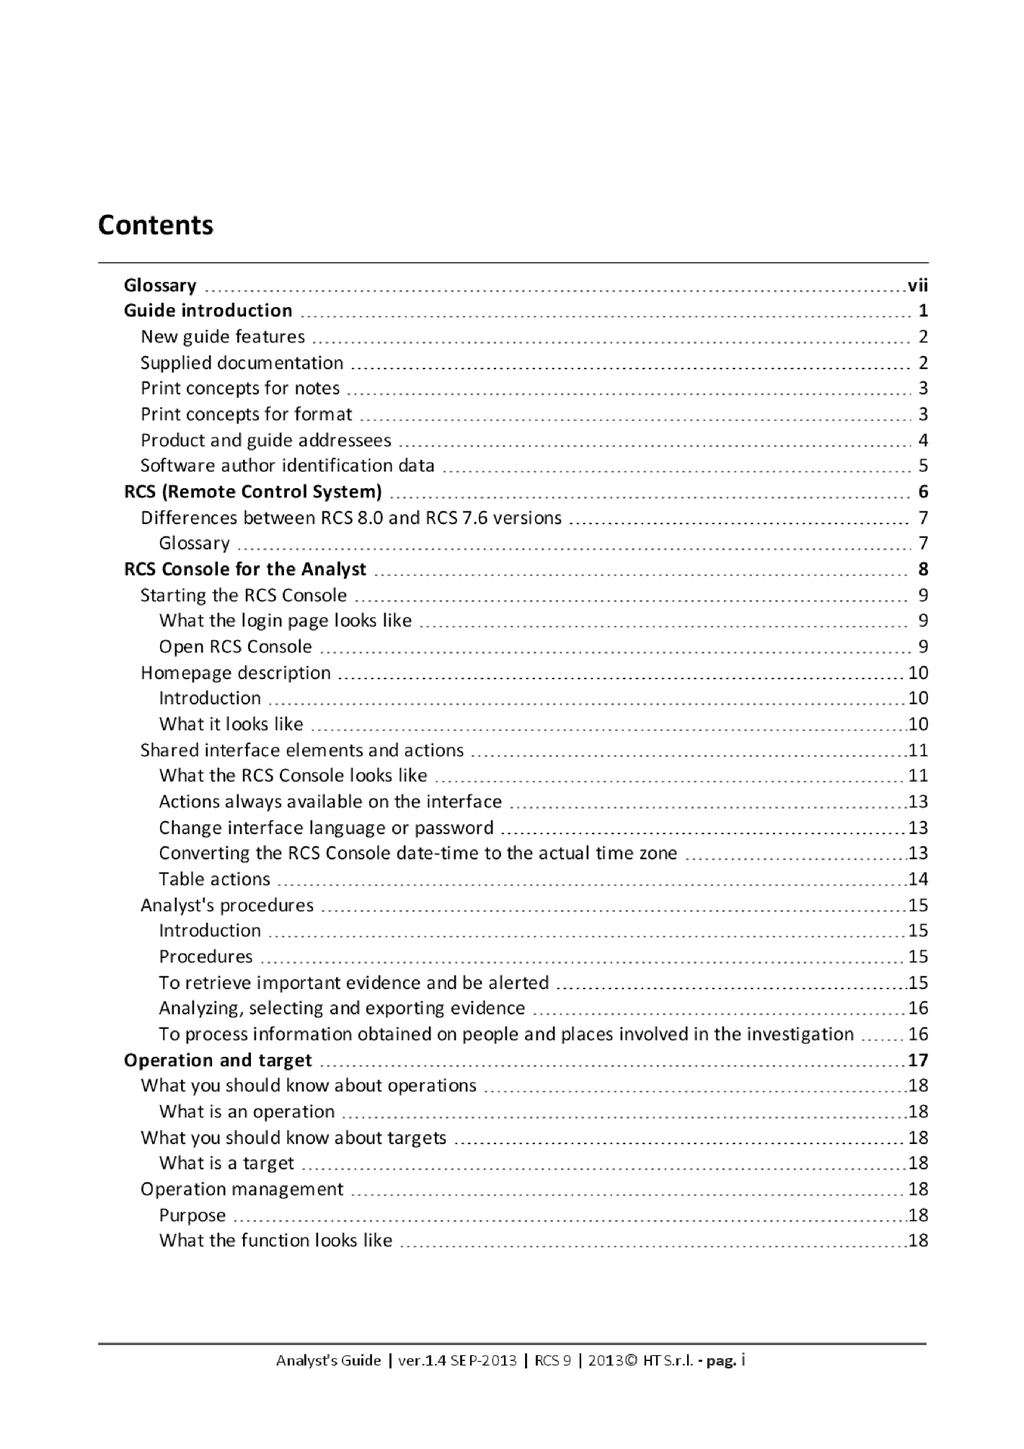 Contents
Glossary vii
Guide introduction 1
New guide features 2
Supplied documentation 2
Print concepts for notes 3
Print concepts for format 3
Product and guide addressees 4
Software author identification data 5
RCS (Remote Control System) 6
Differences between RCS 8.0 and RCS 7.6 versions 7
Glossary 7
RCS Console for the Analyst 8
Starting the RCS Console 9
What the login page looks like 9
Open RCS Console 9
Homepage description 10
Introduction 10
What it looks like 10
Shared interface elements and actions 11
What the RCS Console looks like 11
Actions always available on the interface 13
Change interface language or password 13
Converting the RCS Console date-time to the actual time zone 13
Table actions 14
Analyst's procedures 15
Introduction 15
Procedures 15
To retrieve important evidence and be alerted 15
Analyzing, selecting and exporting evidence 16
To process information obtained on people and places involved in the investigation 16
Operation and target 17
What you should know about operations 18
What is an operation 18
What you should know about targets 18
What is a target 18
Operation management 18
Purpose 18
What the function looks like 18
Analyst's Guide | ver.1.4 SEP-2013 | RCS 9 | 2013© HT S.r.l. - pag. i